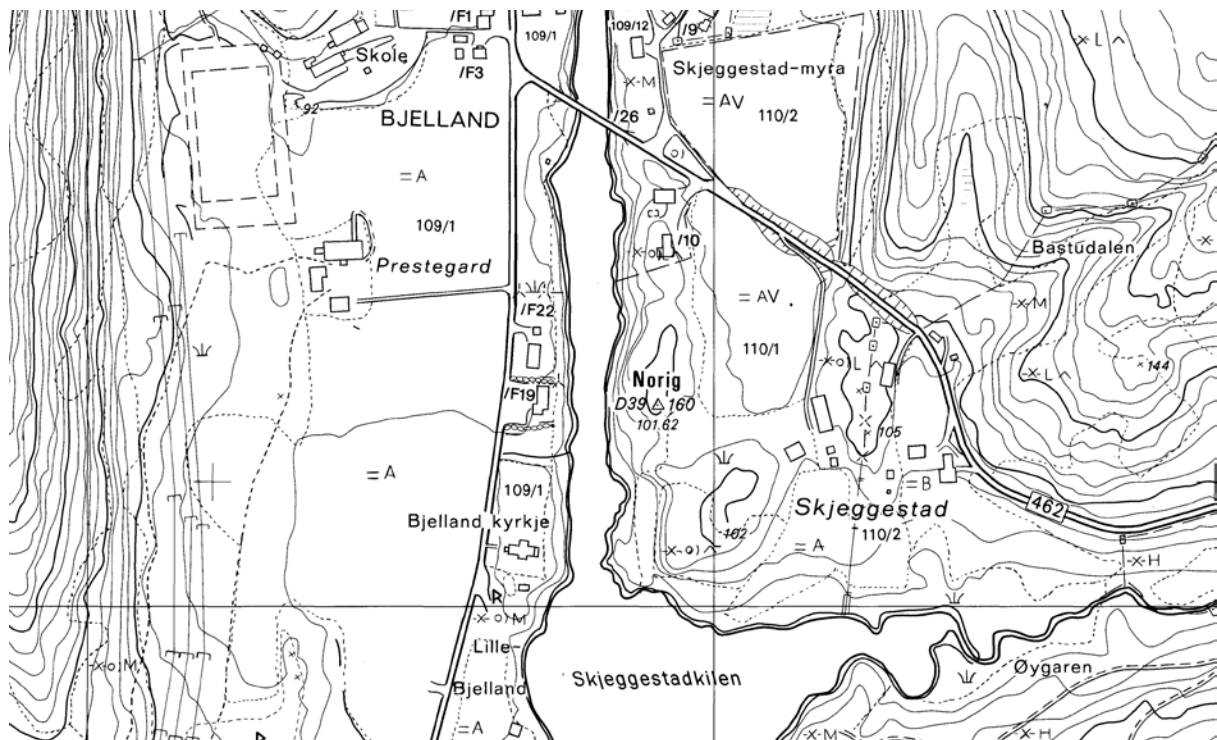 /F1
109/1
109/12
/9
L
Skole
/F3
M
Skjeggestad-myra
92
AV
BJELLAND
/26
110/2
A
109/1
/10
Bastudalen
Prestegard
/F22
AV
M
110/1
L
144
Norig
L
/F19
D39 160
101.62
105
A
109/1
B
Bjelland kyrkje
Skjeggestad
462
102
A
110/2
H
M
Lille-
M
Bjelland
Skjeggestadkilen
Øygaren
A
M
H